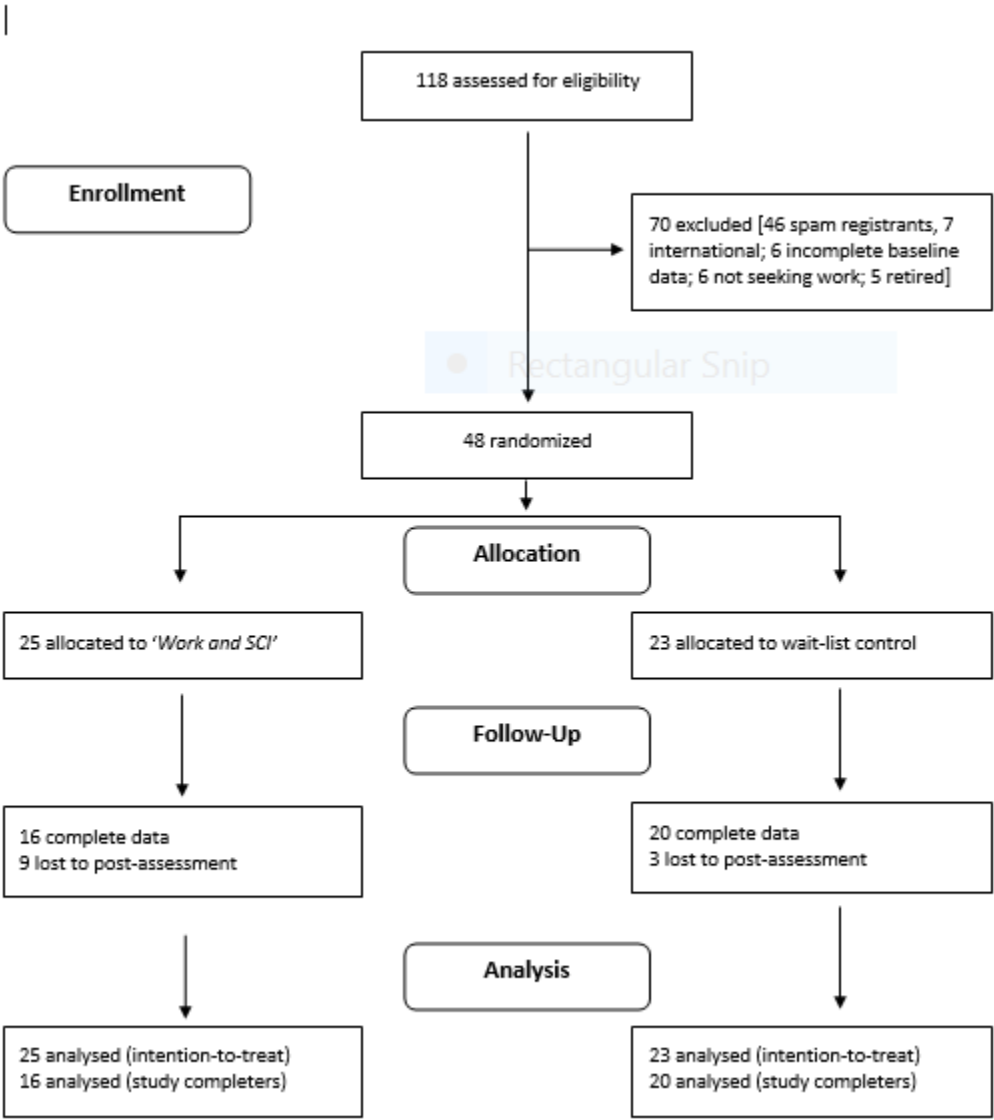 118 assessed for eligibility
Enrollment
70 excluded [46 spam registrants, 7
international; 6 incomplete baseline
data; 6 not seeking work; 5 retired]
Rectangular Snip
48 randomized
Allocation
25 allocated to ‘Work and SCI’
23 allocated to wait-list control
Follow-Up
16 complete data
9 lost to post-assessment
20 complete data
3 lost to post-assessment
Analysis
25 analysed (intention-to-treat)
16 analysed (study completers)
23 analysed (intention-to-treat)
20 analysed (study completers)